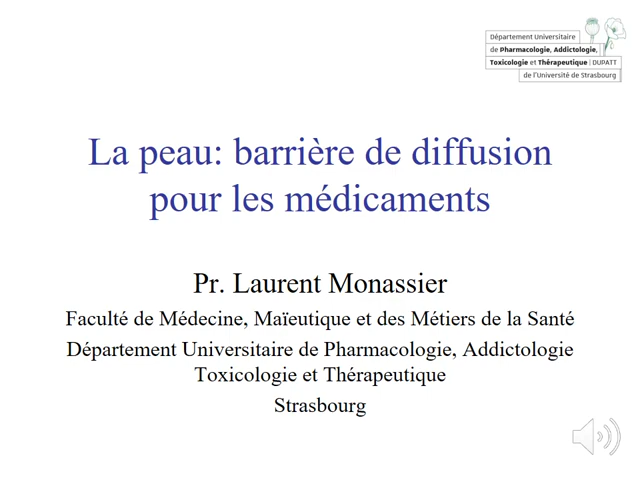 Département Universitaire
de Pharmacologie, Addictologie,
Toxicologie et Thérapeutique | DUPATT
de l'Université de Strasbourg
La peau: barrière de diffusion
pour les médicaments
Pr. Laurent Monassier
Faculté de Médecine, Maïeutique et des Métiers de la Santé
Département Universitaire de Pharmacologie, Addictologie
Toxicologie et Thérapeutique
Strasbourg